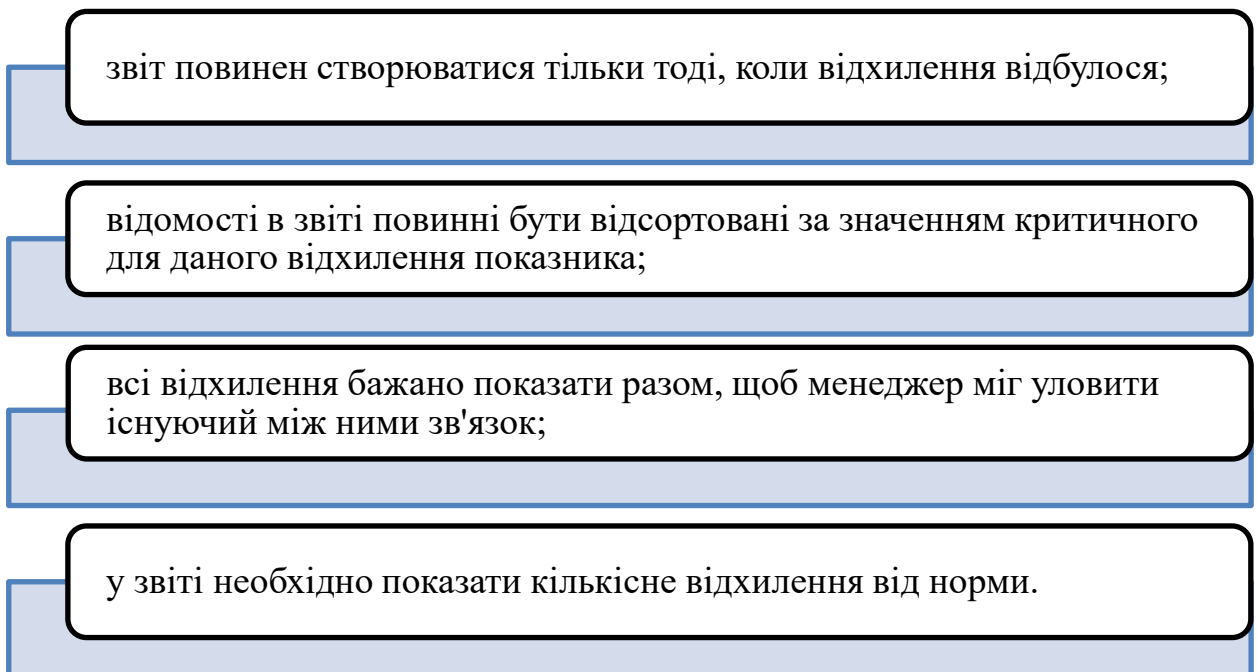 звіт повинен створюватися тільки тоді, коли відхилення відбулося;
відомості в звіті повинні бути відсортовані за значенням критичного
для даного відхилення показника;
всі відхилення бажано показати разом, щоб менеджер міг уловити
існуючий між ними зв'язок;
у звіті необхідно показати кількісне відхилення від норми.